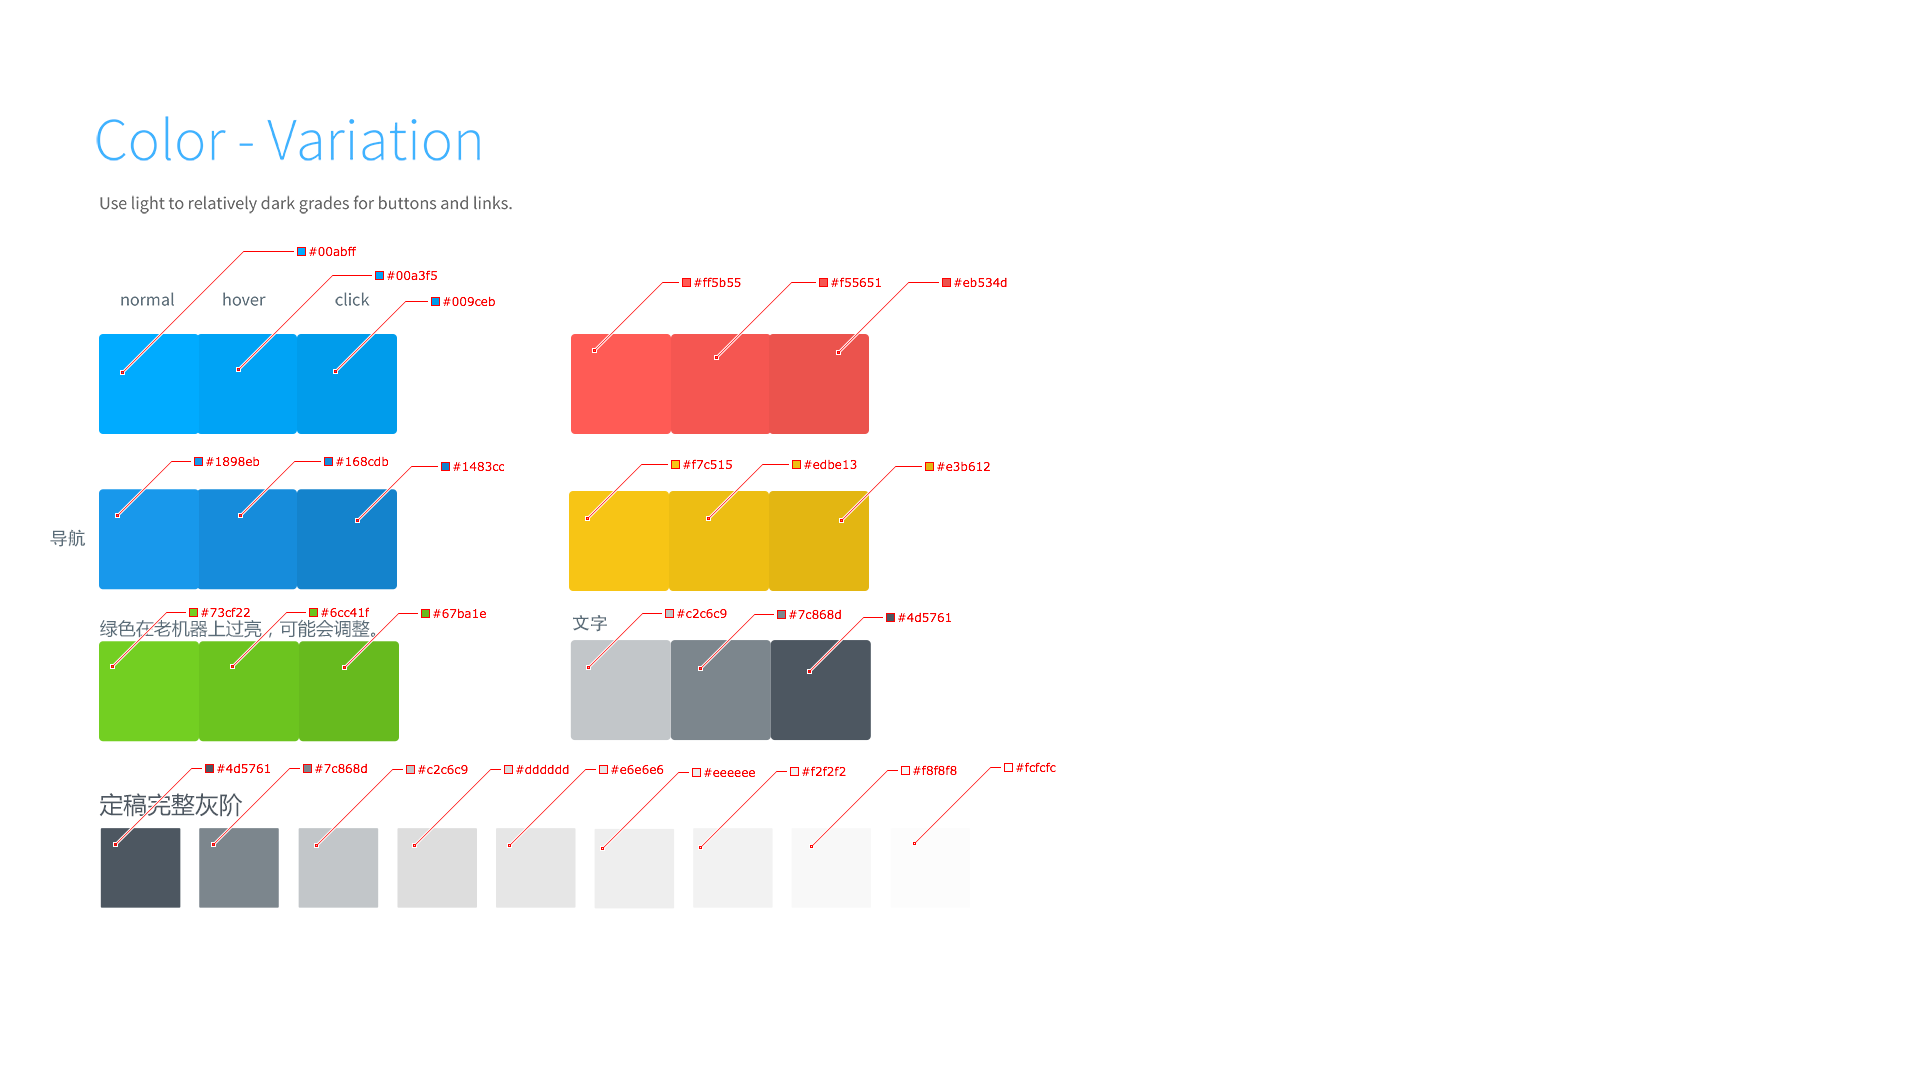 Color - Variation
Use light to relatively dark grades for buttons and links.
#00abff
#00a3f5
normal hover click #009ceb
#ff5b55 #f55651 #eb534d
#1898eb #168cdb #1483cc
#f7c515 #edbe13 #e3b612
导航
#73cf22 #6cc41f #67ba1e
绿色在老机器上过亮，可能会调整。
#c2c6c9 #7c868d #4d5761
文字
#4d5761 #7c868d #c2c6c9 #dddddd #e6e6e6 #eeeeee #f2f2f2 #f8f8f8 #fcfcfc
定稿完整灰阶